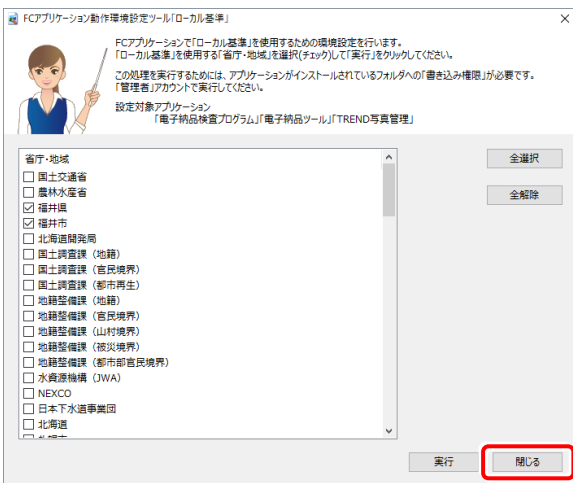 FCアプリケーション動作環境設定ツール「ローカル基準」
FCアプリケーションで「ローカル基準」を使用するための環境設定を行います。
「ローカル基準」を使用する「省庁・地域」を選択(チェック)して「実行」をクリックしてください。
この処理を実行するためには、アプリケーションがインストールされているフォルダへの「書き込み権限」が必要です。
「管理者」アカウントで実行してください。
設定対象アプリケーション
「電子納品検査プログラム」「電子納品ツール」「TREND写真管理」
省庁・地域
国土交通省
農林水産省
福井県
福井市
北海道開発局
国土調査課（地籍）
国土調査課（官民境界）
国土調査課（都市再生）
地籍整備課（地籍）
地籍整備課（官民境界）
地籍整備課（山村境界）
地籍整備課（被災境界）
地籍整備課（都市部官民境界）
水資源機構（JWA）
NEXCO
日本下水道事業団
北海道
全選択
全解除
実行
閉じる